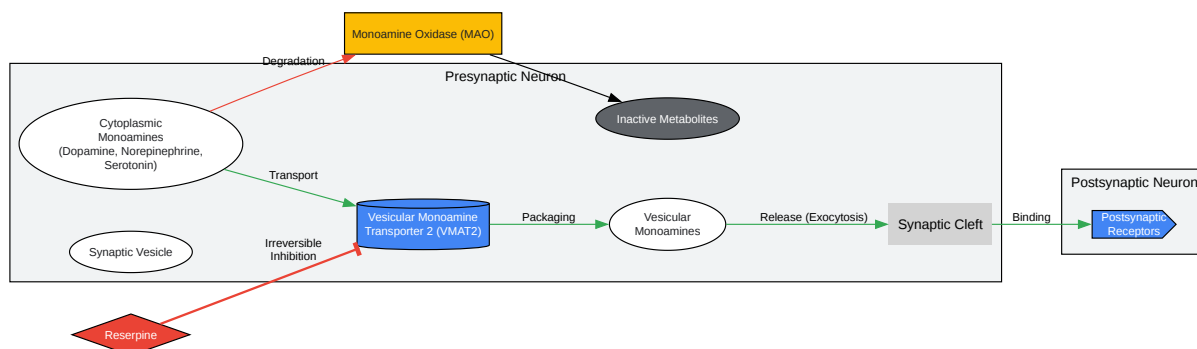 Monoamine Oxidase (MAO)
Degradation
Presynaptic Neuron
Cytoplasmic
Monoamines
(Dopamine, Norepinephrine,
Serotonin)
Inactive Metabolites
Transport
Vesicular Monoamine
Transporter 2 (VMAT2)
Packaging
Vesicular
Monoamines
Release (Exocytosis)
Synaptic Cleft
Binding
Postsynaptic Neuron
Postsynaptic
Receptors
Synaptic Vesicle
Irreversible
Inhibition
Reserpine